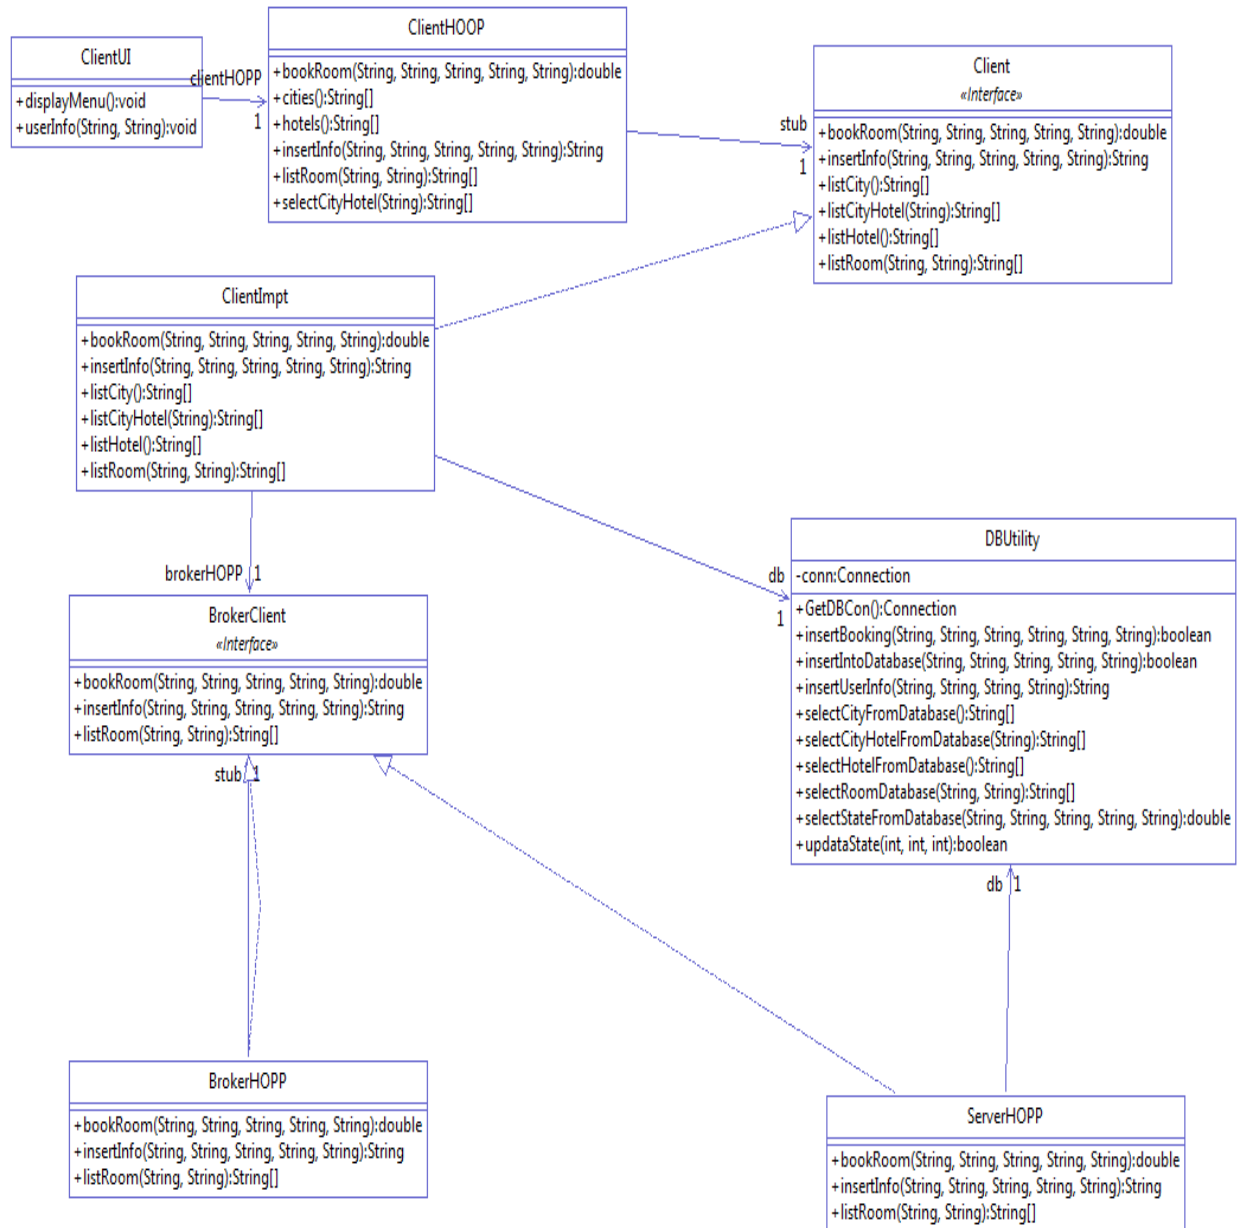 ClientUI
+displayMenu():void
+userInfo(String, String):void
clientHOPP
1
ClientHOOP
+bookRoom(String, String, String, String, String):double
+cities():String[]
+hotels():String[]
+insertInfo(String, String, String, String, String):String
+listRoom(String, String):String[]
+selectCityHotel(String):String[]
stub
1
Client
«Interface»
+bookRoom(String, String, String, String, String):double
+insertInfo(String, String, String, String, String):String
+listCity():String[]
+listCityHotel(String):String[]
+listHotel():String[]
+listRoom(String, String):String[]
ClientImpt
+bookRoom(String, String, String, String, String):double
+insertInfo(String, String, String, String, String):String
+listCity():String[]
+listCityHotel(String):String[]
+listHotel():String[]
+listRoom(String, String):String[]
brokerHOPP 1
BrokerClient
«Interface»
+bookRoom(String, String, String, String, String):double
+insertInfo(String, String, String, String, String):String
+listRoom(String, String):String[]
stub 1
db
1
DBUtility
-conn:Connection
+GetDBCon():Connection
+insertBooking(String, String, String, String, String, String):boolean
+insertIntoDatabase(String, String, String, String, String):boolean
+insertUserInfo(String, String, String, String):String
+selectCityFromDatabase():String[]
+selectCityHotelFromDatabase(String):String[]
+selectHotelFromDatabase():String[]
+selectRoomDatabase(String, String):String[]
+selectStateFromDatabase(String, String, String, String, String):double
+updataState(int, int, int):boolean
db 1
BrokerHOPP
+bookRoom(String, String, String, String, String):double
+insertInfo(String, String, String, String, String):String
+listRoom(String, String):String[]
ServerHOPP
+bookRoom(String, String, String, String, String):double
+insertInfo(String, String, String, String, String):String
+listRoom(String, String):String[]